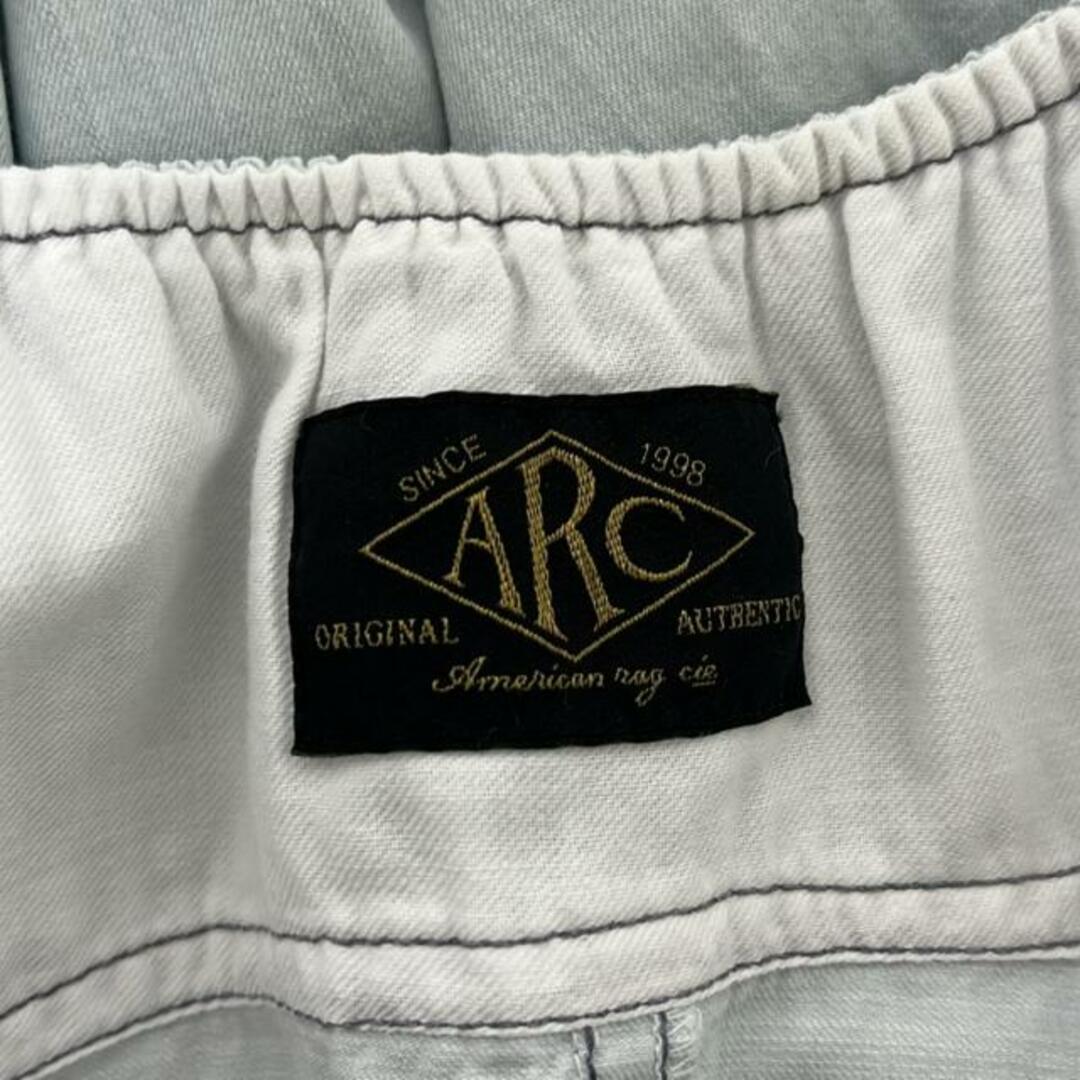 SINCE 1998
ARC
ORIGINAL AUTHENTIC
American rag cie